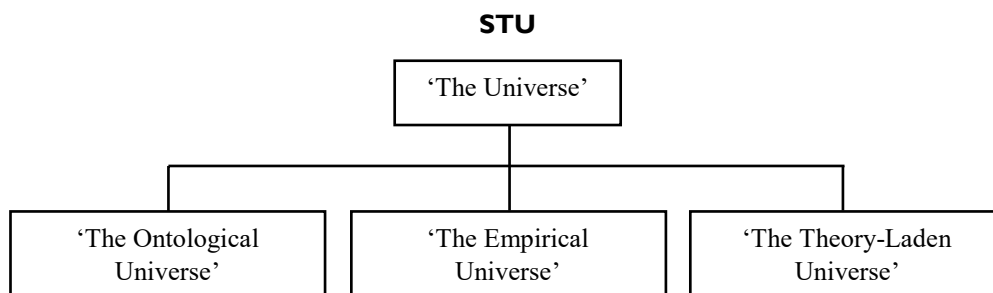 STU
‘The Universe’
‘The Ontological
Universe’
‘The Empirical
Universe’
‘The Theory-Laden
Universe’